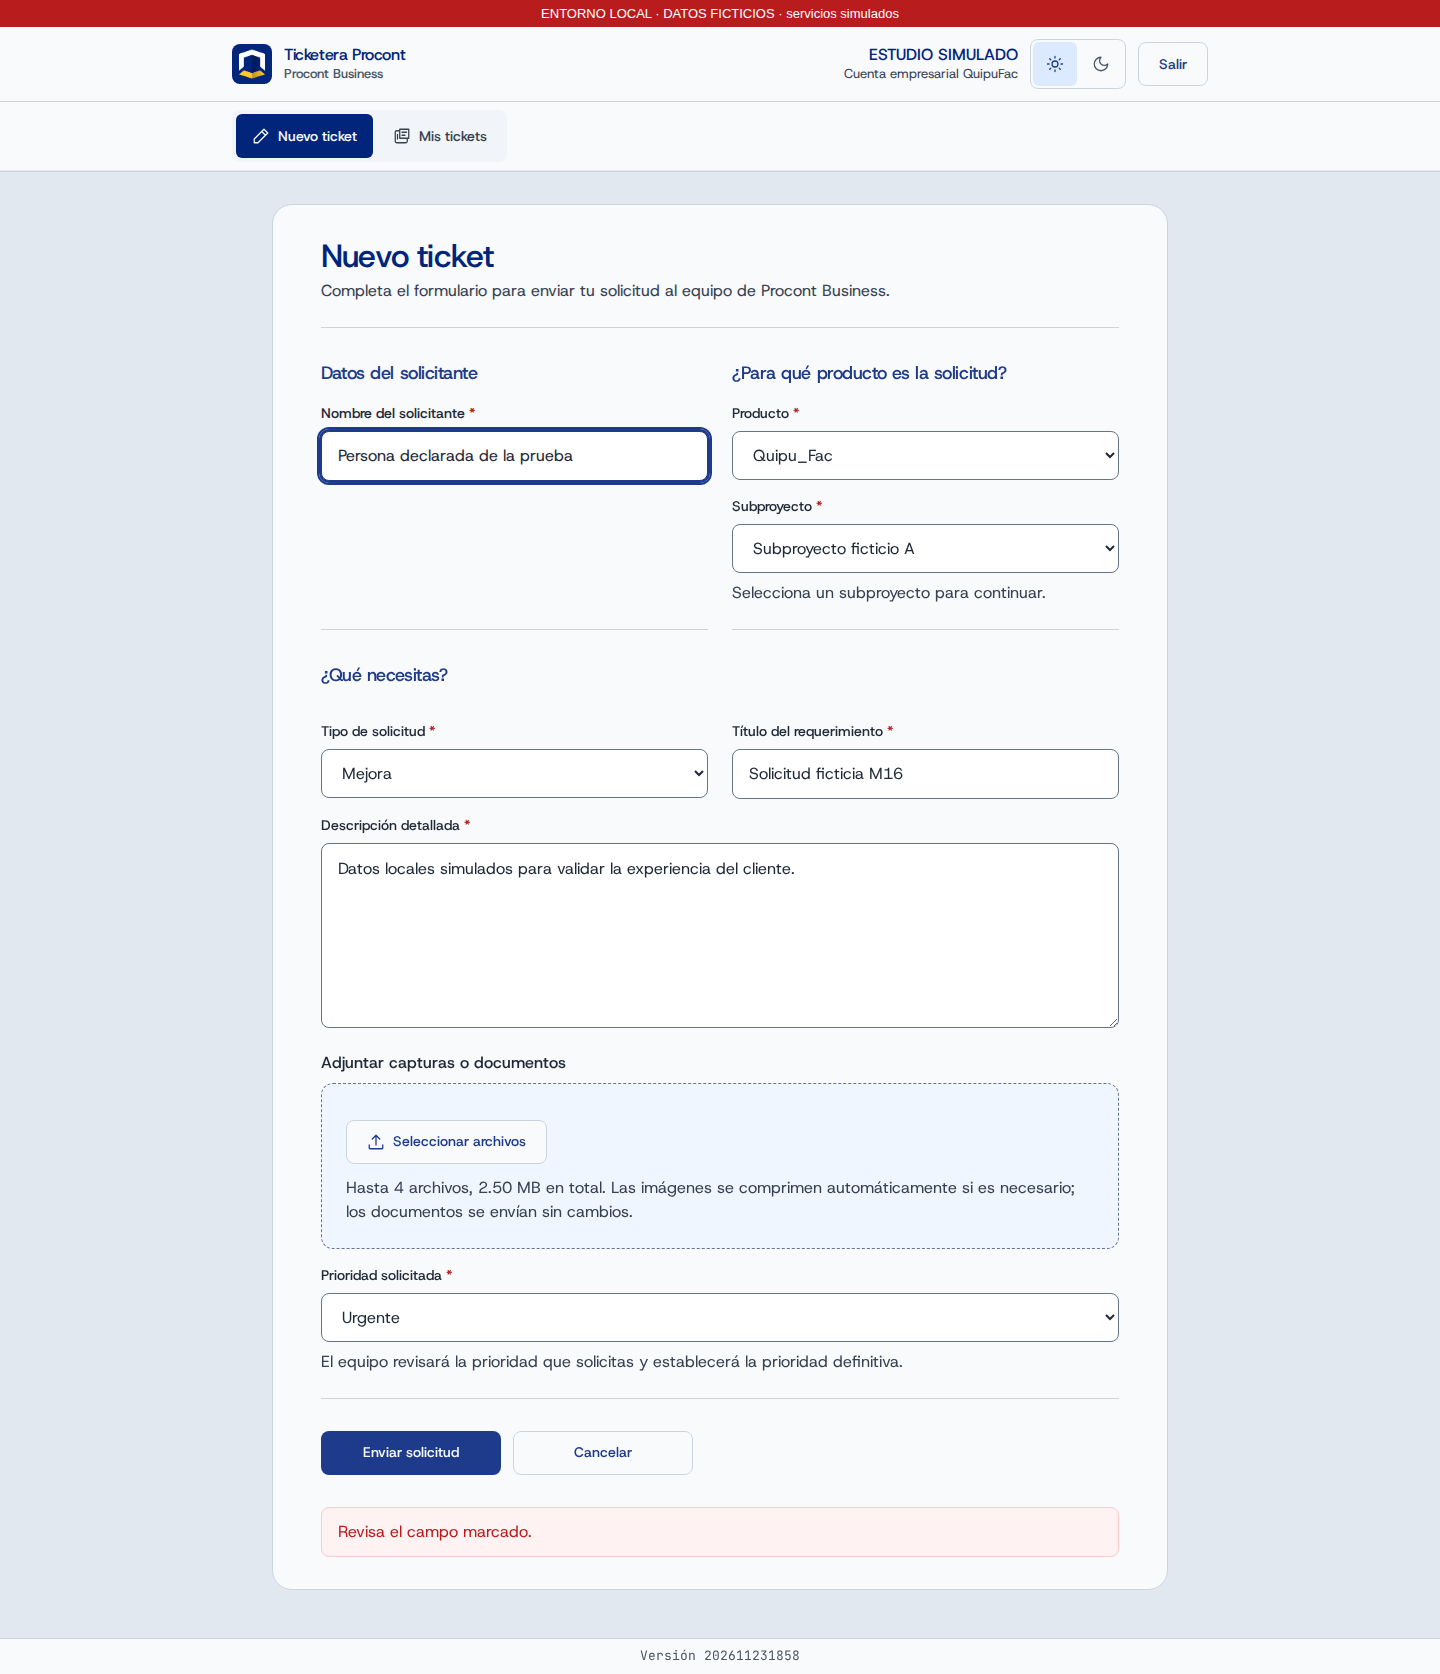 ENTORNO LOCAL · DATOS FICTICIOS · servicios simulados
Ticketera Procont
Procont Business
ESTUDIO SIMULADO
Cuenta empresarial QuipuFac
Salir
Nuevo ticket
Mis tickets
Nuevo ticket
Completa el formulario para enviar tu solicitud al equipo de Procont Business.
Datos del solicitante
Nombre del solicitante *
Persona declarada de la prueba
¿Para qué producto es la solicitud?
Producto *
Quipu_Fac
Subproyecto *
Subproyecto ficticio A
Selecciona un subproyecto para continuar.
¿Qué necesitas?
Tipo de solicitud *
Mejora
Título del requerimiento *
Solicitud ficticia M16
Descripción detallada *
Datos locales simulados para validar la experiencia del cliente.
Adjuntar capturas o documentos
Seleccionar archivos
Hasta 4 archivos, 2.50 MB en total. Las imágenes se comprimen automáticamente si es necesario;
los documentos se envían sin cambios.
Prioridad solicitada *
Urgente
El equipo revisará la prioridad que solicitas y establecerá la prioridad definitiva.
Enviar solicitud
Cancelar
Revisa el campo marcado.
Versión 202611231858